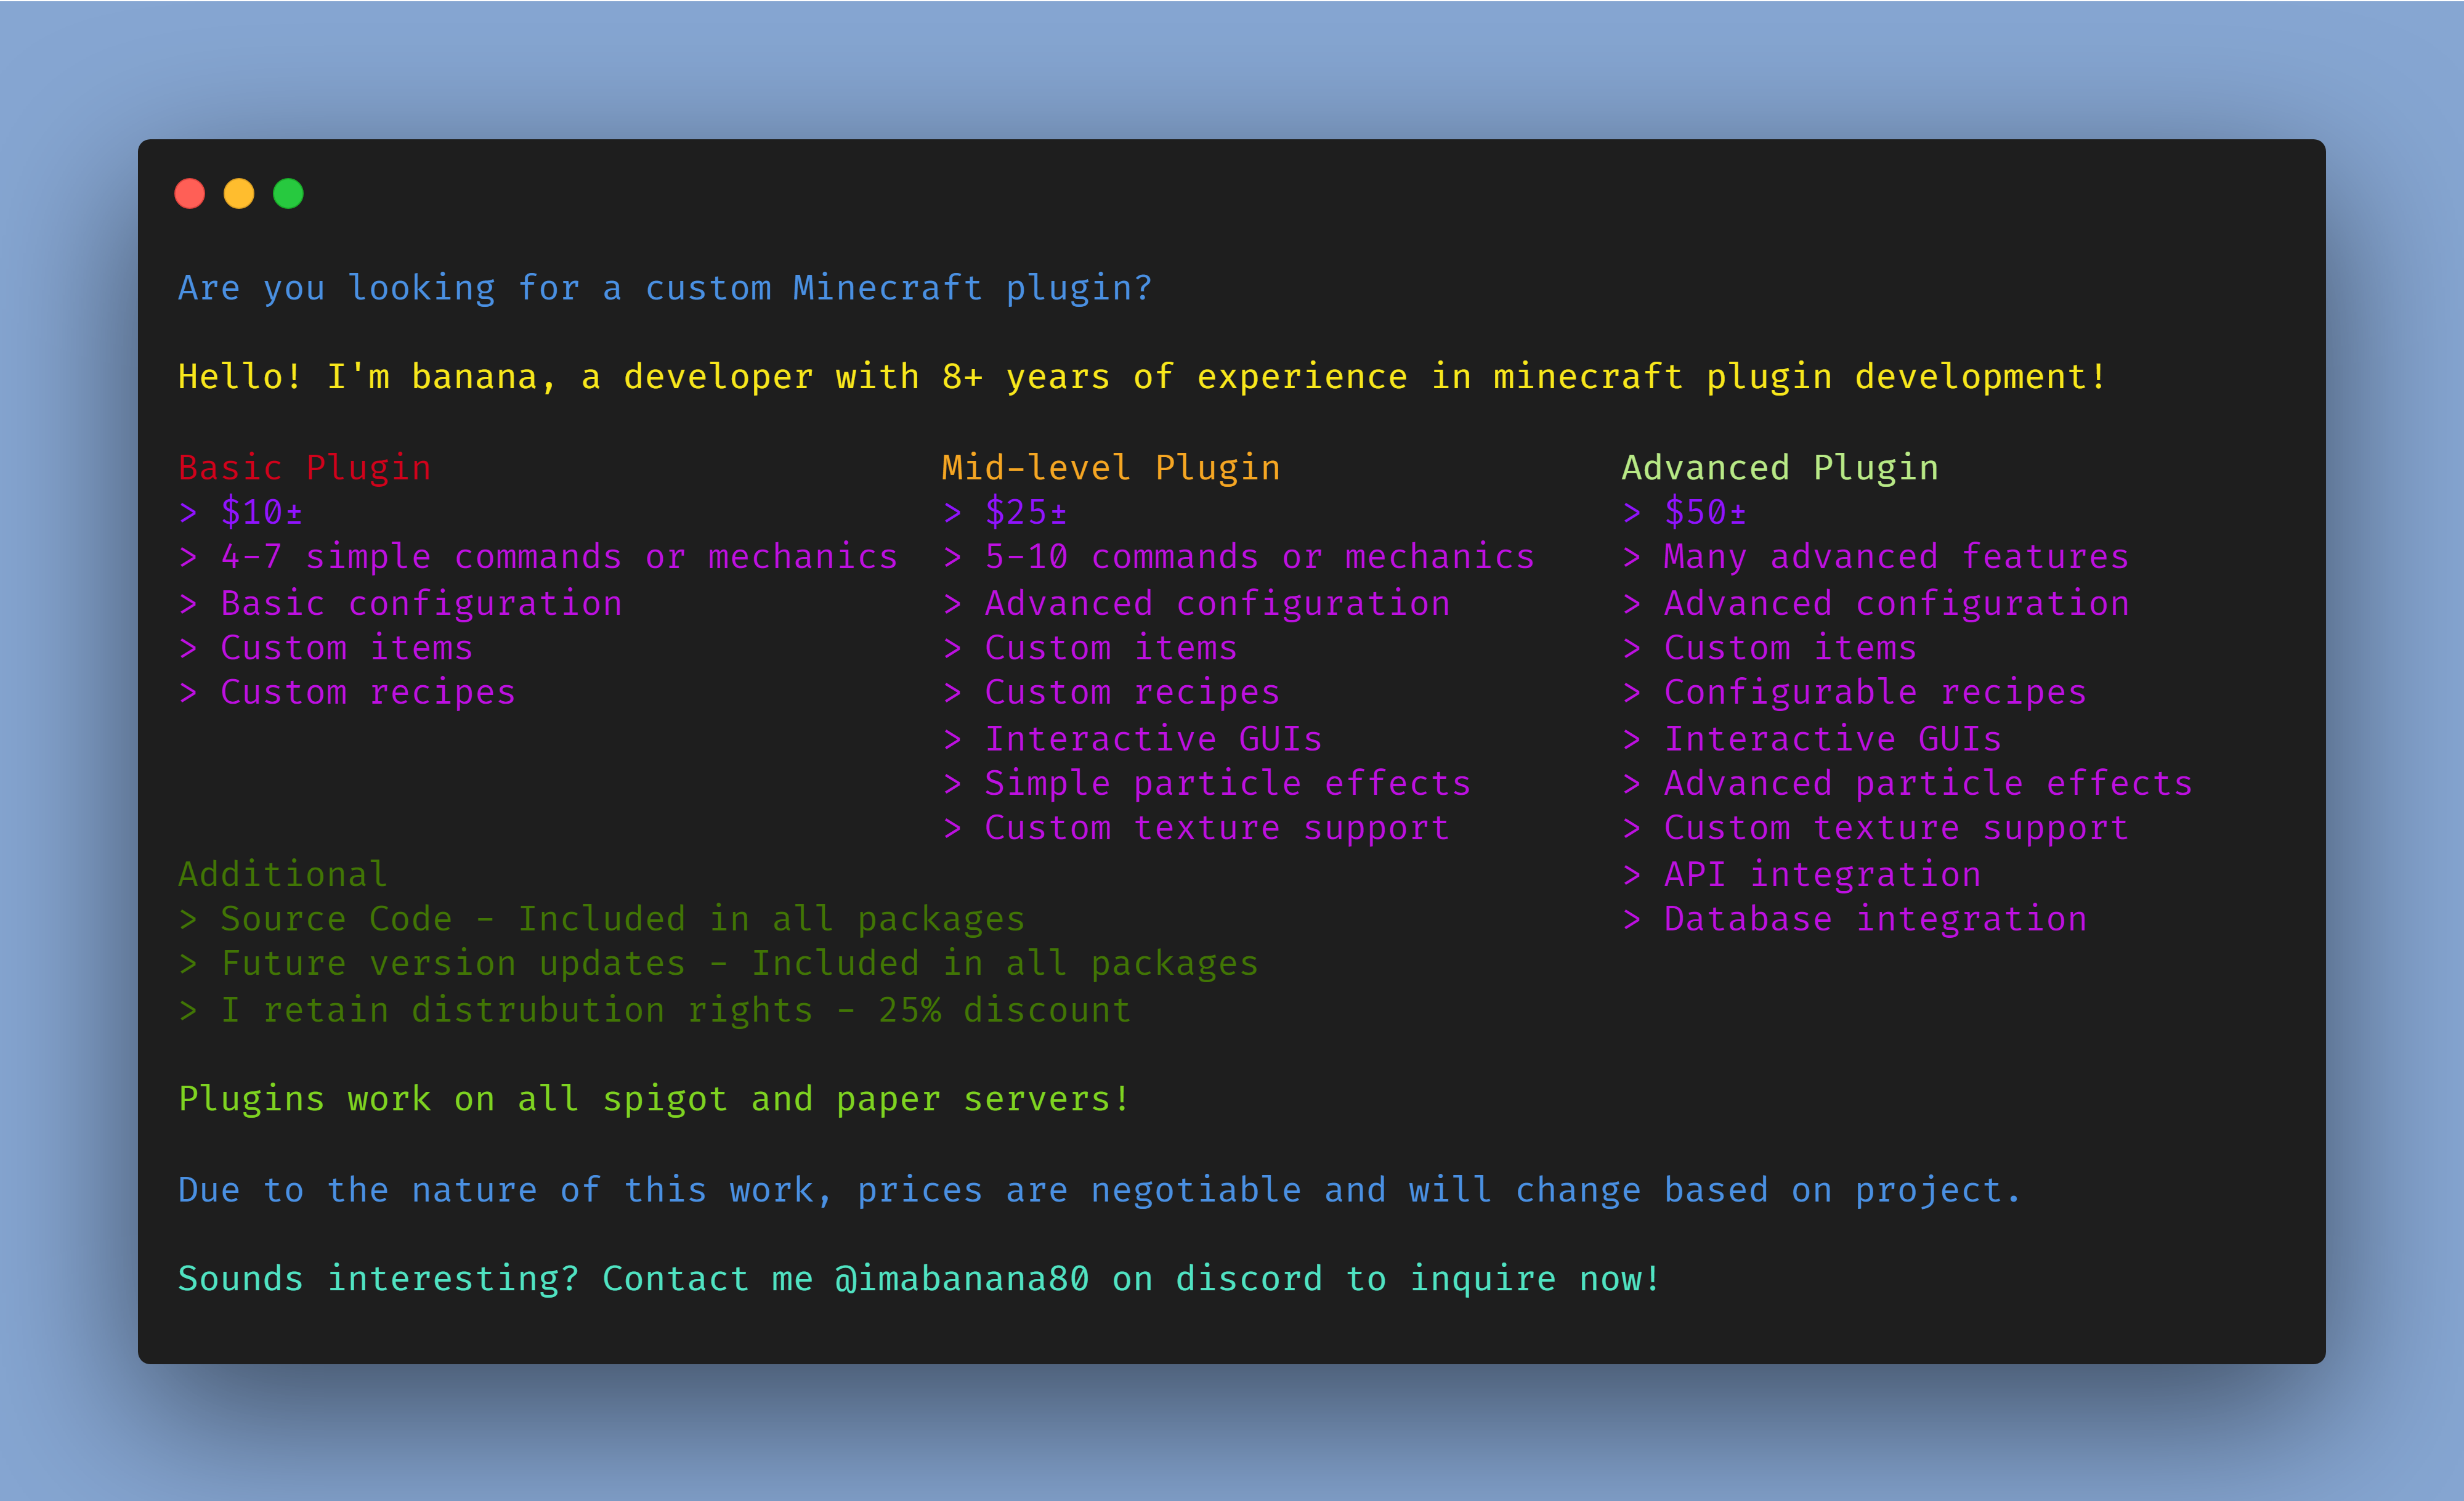 Are you looking for a custom Minecraft plugin?
Hello! I'm banana, a developer with 8+ years of experience in minecraft plugin development!
Basic Plugin
> $10±
> 4-7 simple commands or mechanics
> Basic configuration
> Custom items
> Custom recipes
Mid-level Plugin
> $25±
> 5-10 commands or mechanics
> Advanced configuration
> Custom items
> Custom recipes
> Interactive GUIs
> Simple particle effects
> Custom texture support
Advanced Plugin
> $50±
> Many advanced features
> Advanced configuration
> Custom items
> Configurable recipes
> Interactive GUIs
> Advanced particle effects
> Custom texture support
> API integration
> Database integration
Additional
> Source Code - Included in all packages
> Future version updates - Included in all packages
> I retain distrubution rights - 25% discount
Plugins work on all spigot and paper servers!
Due to the nature of this work, prices are negotiable and will change based on project.
Sounds interesting? Contact me @imabanana80 on discord to inquire now!